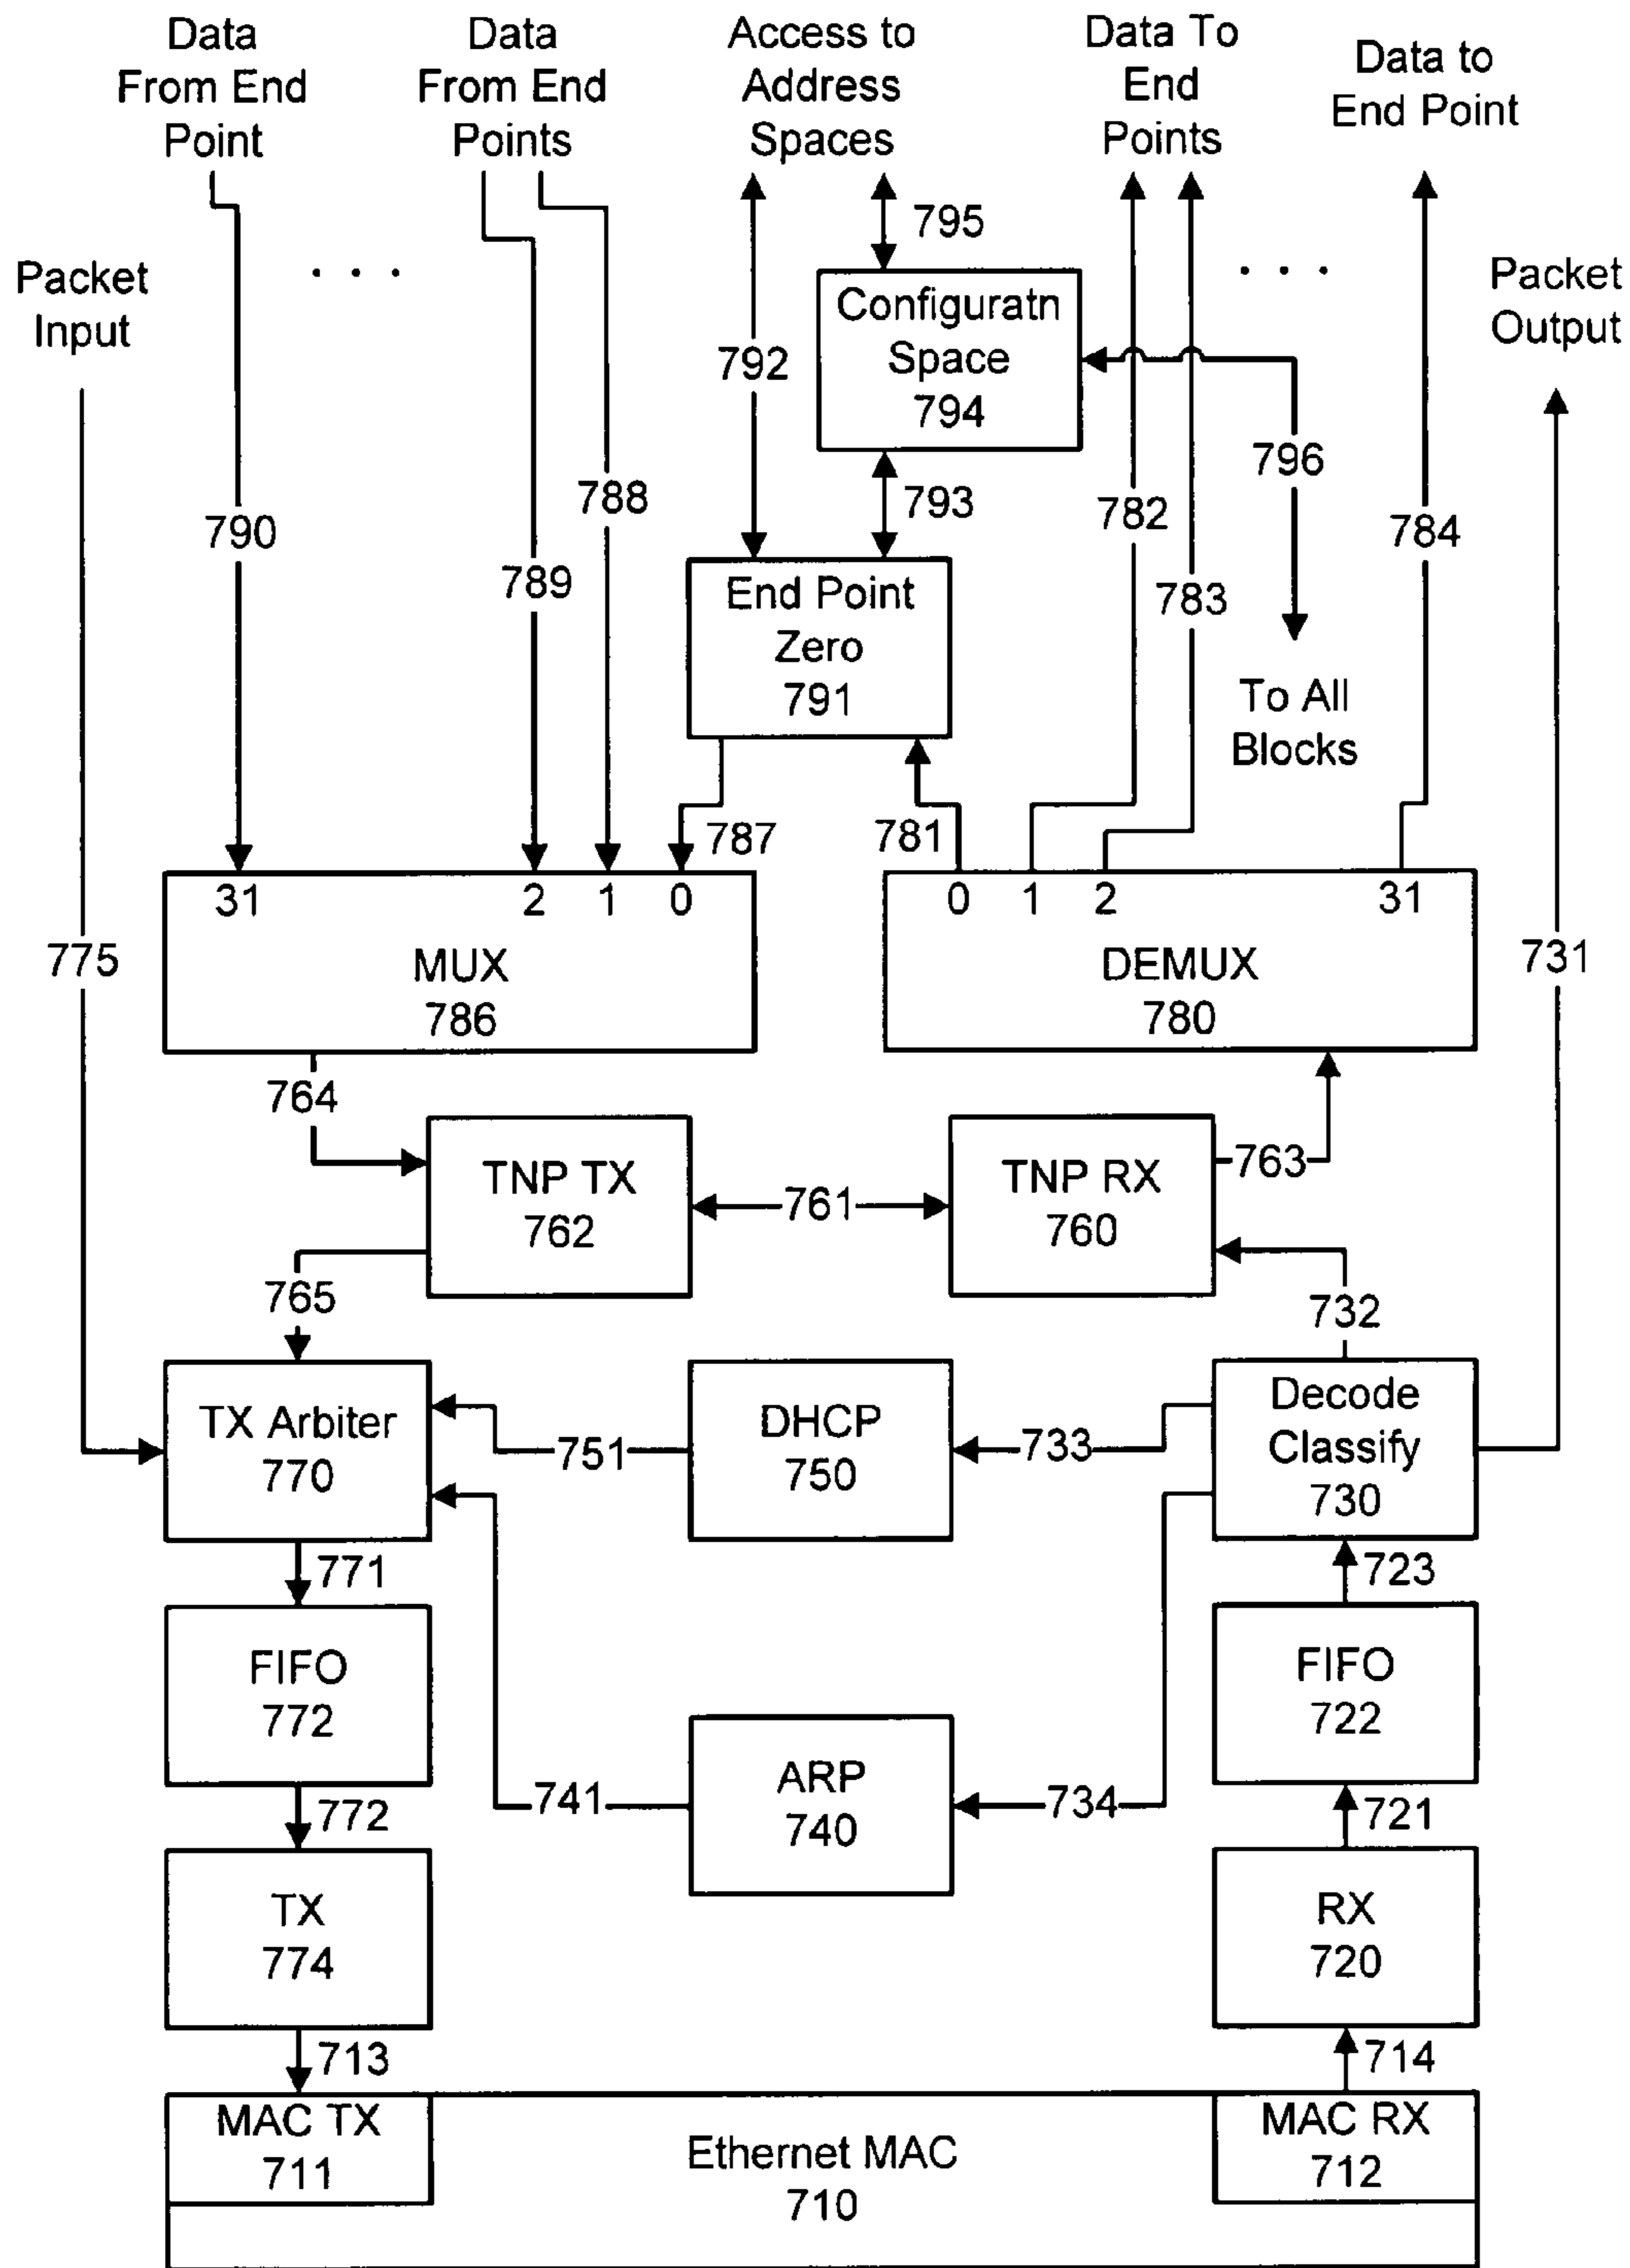 Data
From End
Point
Data
From End
Points
Access to
Address
Spaces
Data To
End
Points
Data to
End Point
Packet
Input
. . .
795
. . .
Packet
Output
Configuratn
Space
794
792
796
790
789
788
793
782
783
784
End Point
Zero
791
To All
Blocks
787
781
31 2 1 0
MUX
786
0 1 2 31
DEMUX
780
775
731
764
TNP TX
762
761
TNP RX
760
763
765
732
TX Arbiter
770
751
DHCP
750
733
Decode
Classify
730
771
723
FIFO
772
FIFO
722
741
ARP
740
734
772
721
TX
774
RX
720
713
714
MAC TX
711
Ethernet MAC
710
MAC RX
712